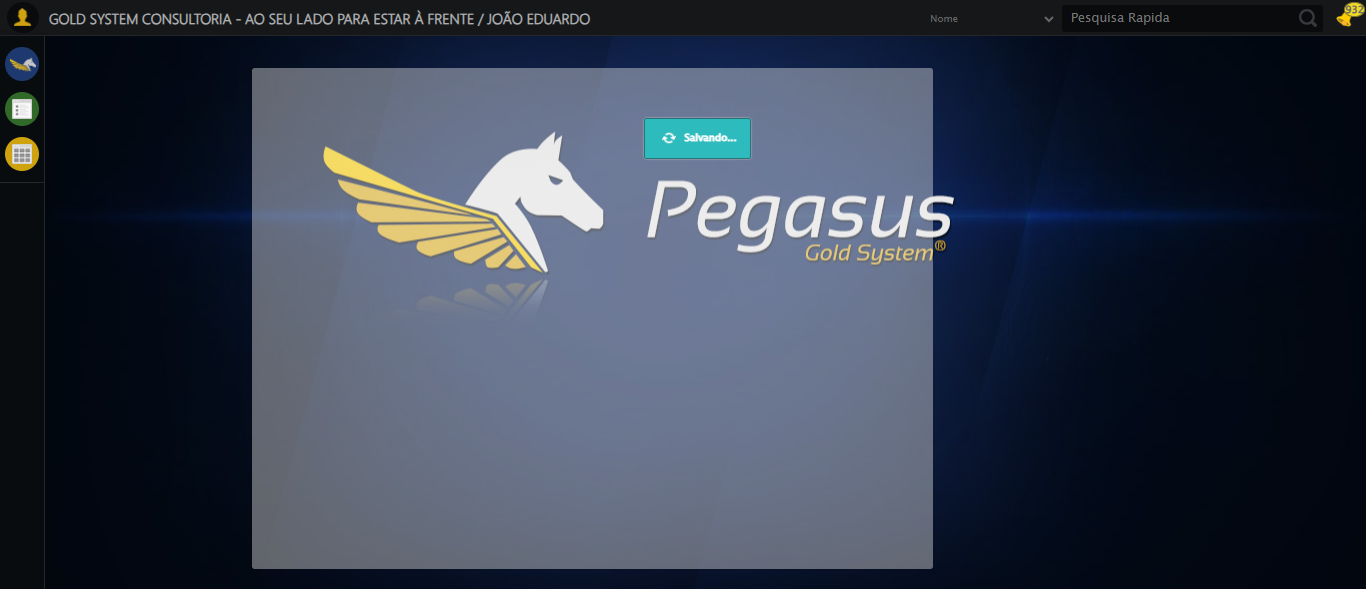 GOLD SYSTEM CONSULTORIA - AO SEU LADO PARA ESTAR À FRENTE / JOÃO EDUARDO
Nome
Pesquisa Rapida
932
Salvando...
Pegasus
Gold System®